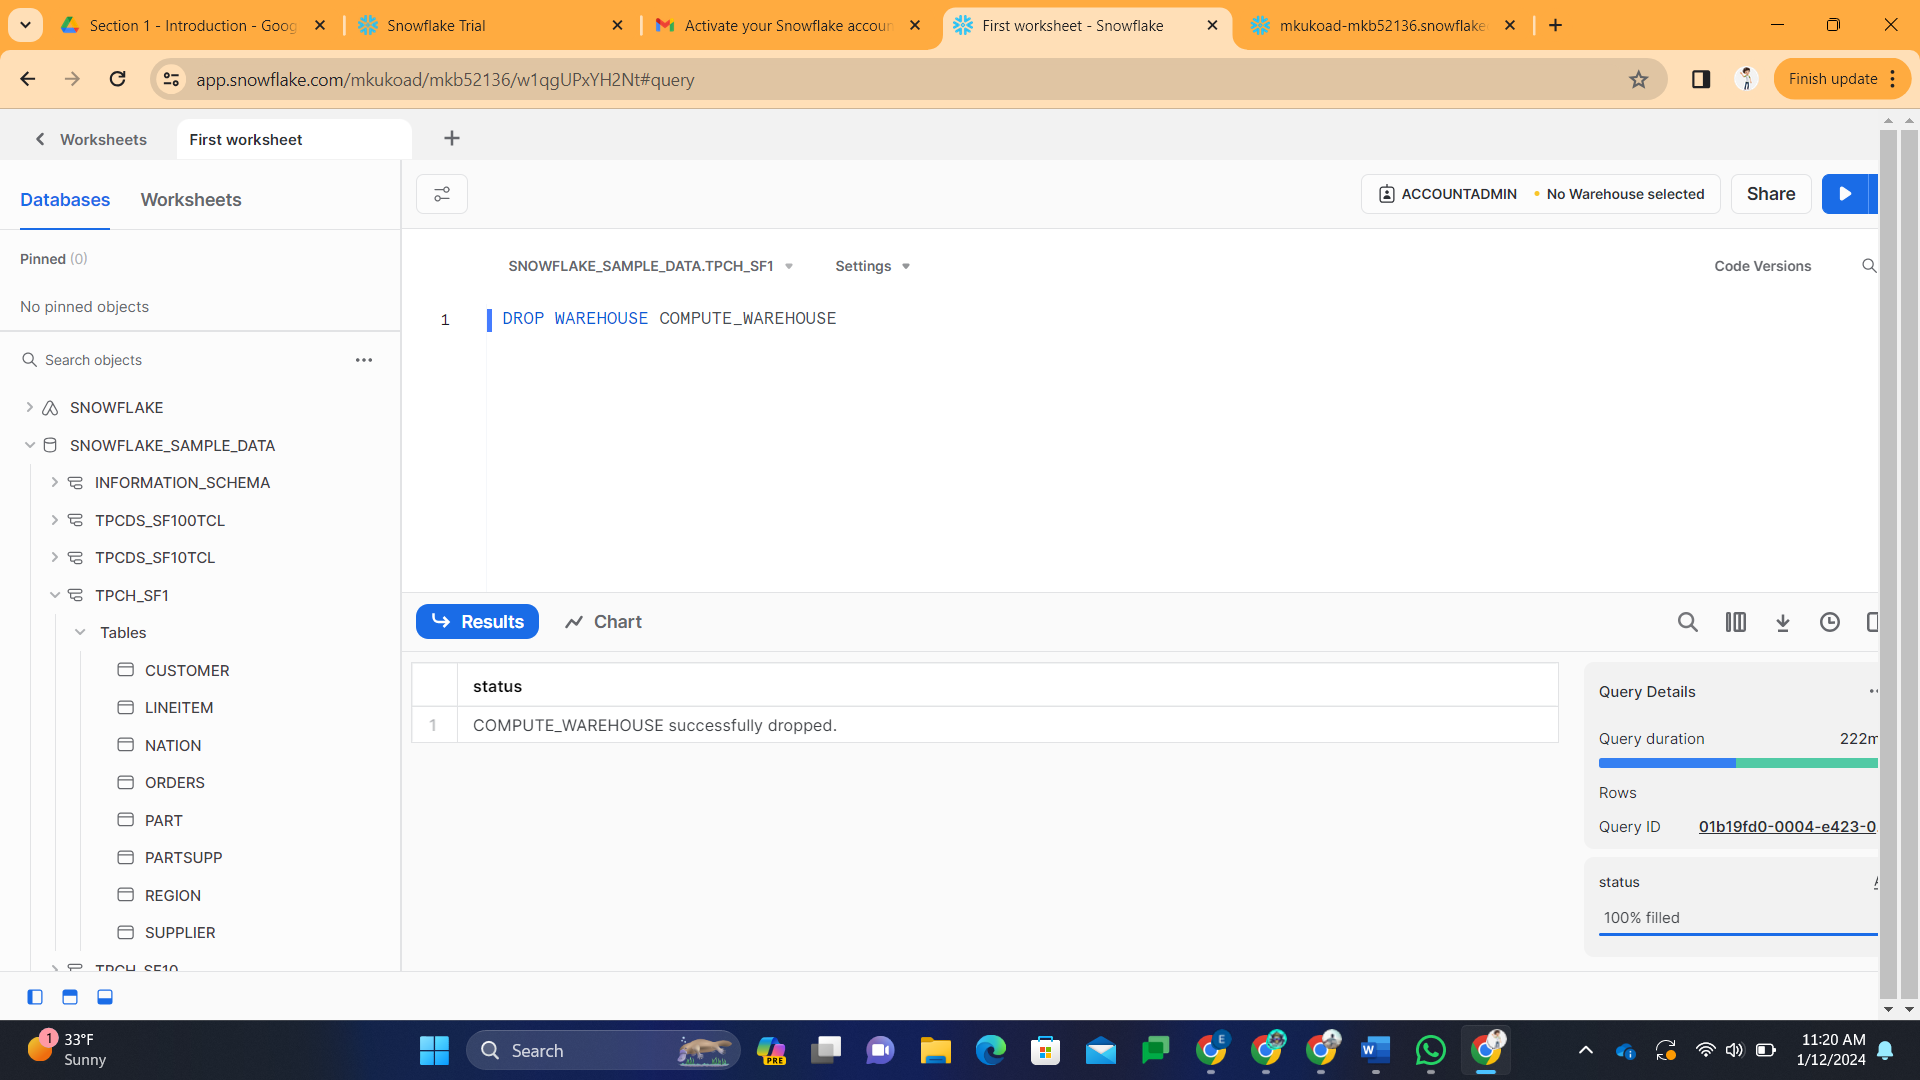 Section 1 - Introduction - Goog
Snowflake Trial
Activate your Snowflake accoun
First worksheet - Snowflake
mkukoad-mkb52136.snowflake
app.snowflake.com/mkukoad/mkb52136/w1qgUPxYH2Nt#query
Finish update
Worksheets
First worksheet
Databases
Worksheets
ACCOUNTADMIN
No Warehouse selected
Share
Pinned (0)
No pinned objects
SNOWFLAKE_SAMPLE_DATA.TPCH_SF1
Settings
Code Versions
1
DROP WAREHOUSE COMPUTE_WAREHOUSE
Search objects
SNOWFLAKE
SNOWFLAKE_SAMPLE_DATA
INFORMATION_SCHEMA
TPCDS_SF100TCL
TPCDS_SF10TCL
TPCH_SF1
Tables
CUSTOMER
LINEITEM
NATION
ORDERS
PART
PARTSUPP
REGION
SUPPLIER
TPCH_SF10
Results
Chart
status
1 COMPUTE_WAREHOUSE successfully dropped.
Query Details
Query duration 222m
Rows
Query ID 01b19fd0-0004-e423-0
status
100% filled
1
33°F
Sunny
Search
PRE
E
11:20 AM
1/12/2024